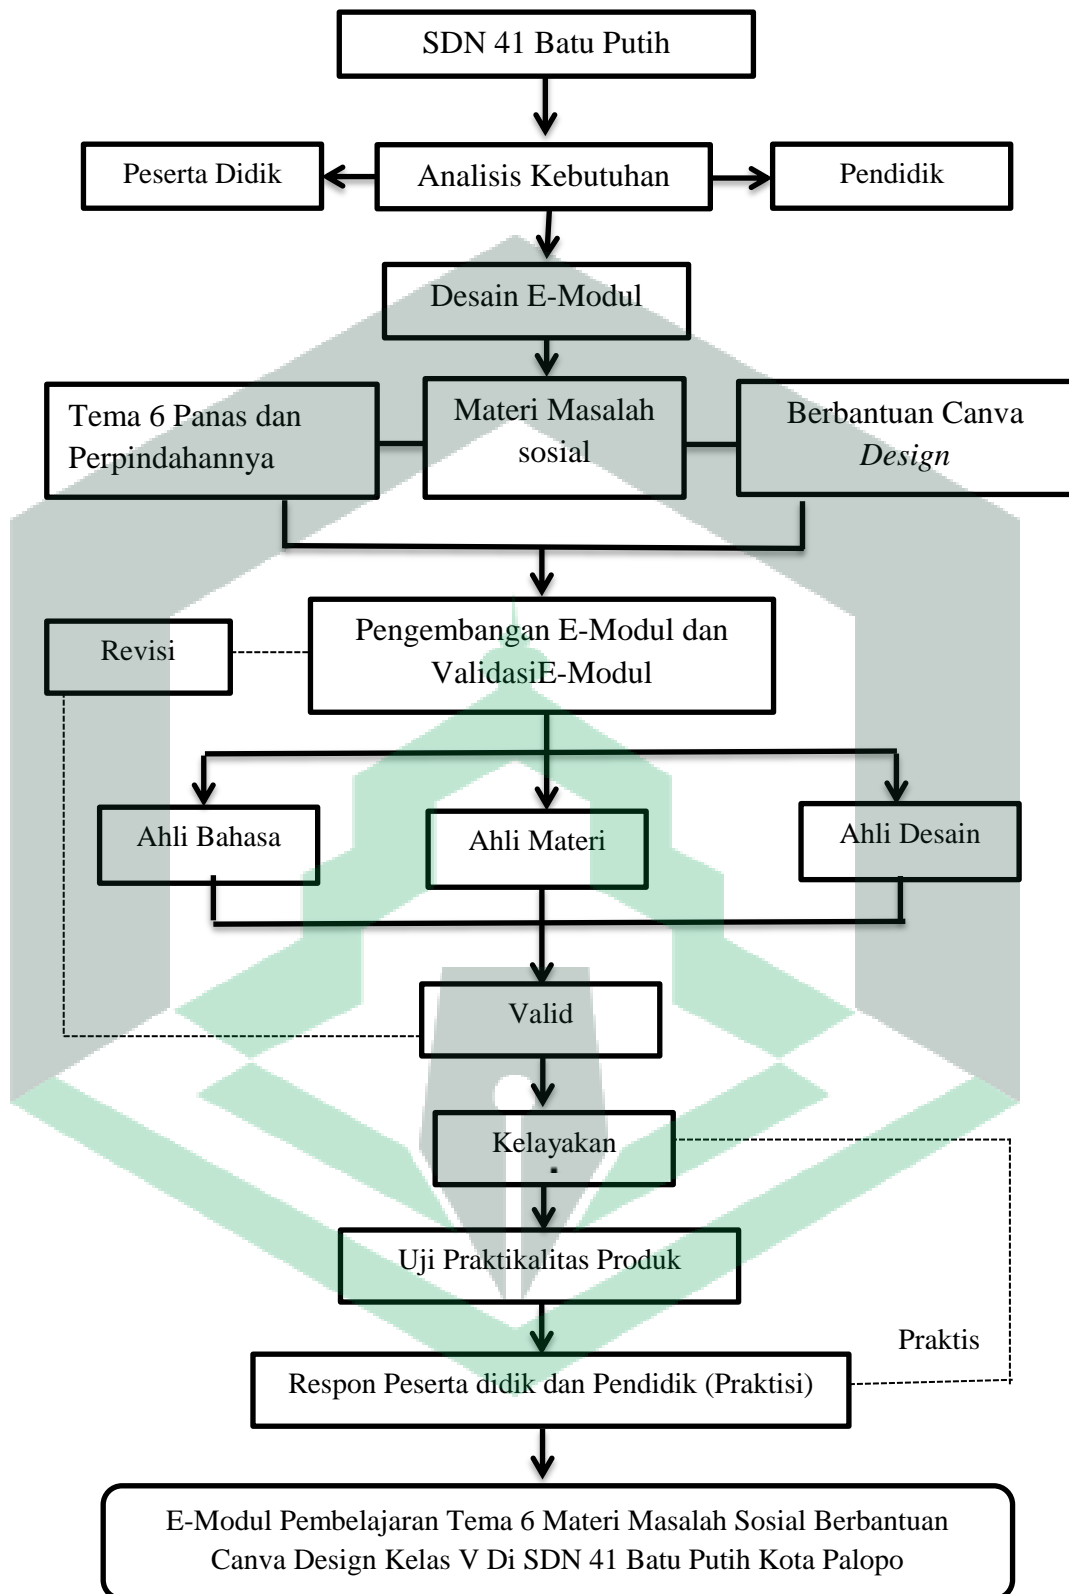 SDN 41 Batu Putih
Peserta Didik
Analisis Kebutuhan
Pendidik
Desain E-Modul
Tema 6 Panas dan
Perpindahannya
Materi Masalah
sosial
Berbantuan Canva
Design
Revisi
Pengembangan E-Modul dan
ValidasiE-Modul
Ahli Bahasa
Ahli Materi
Ahli Desain
Valid
Kelayakan
Uji Praktikalitas Produk
Praktis
Respon Peserta didik dan Pendidik (Praktisi)
E-Modul Pembelajaran Tema 6 Materi Masalah Sosial Berbantuan
Canva Design Kelas V Di SDN 41 Batu Putih Kota Palopo